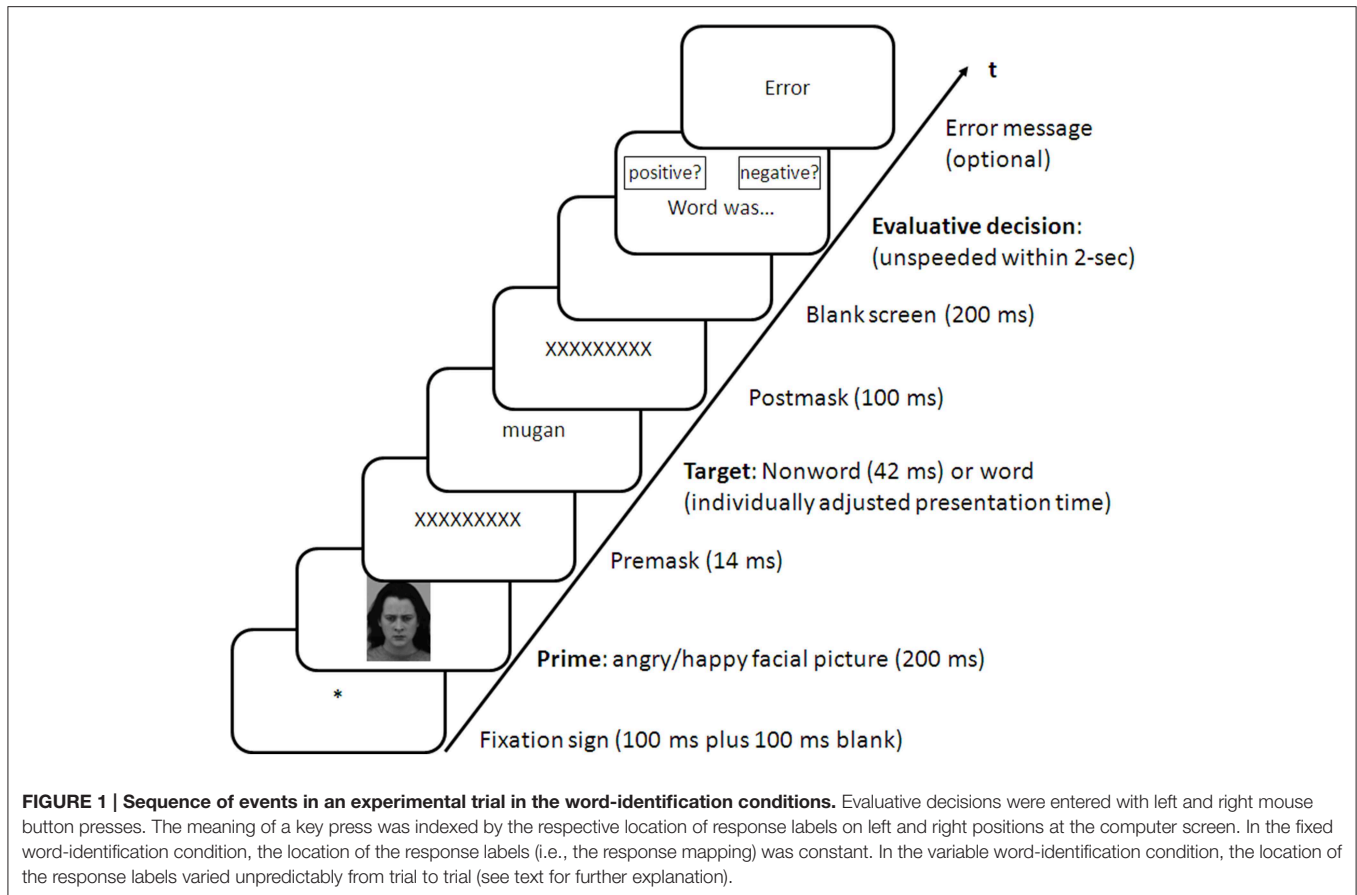 Error
t
Error message
(optional)
positive? negative?
Word was...
Evaluative decision:
(unspeeded within 2-sec)
Blank screen (200 ms)
XXXXXXXXX
Postmask (100 ms)
mugan
Target: Nonword (42 ms) or word
(individually adjusted presentation time)
XXXXXXXXX
Premask (14 ms)
Prime: angry/happy facial picture (200 ms)
*
Fixation sign (100 ms plus 100 ms blank)
FIGURE 1 | Sequence of events in an experimental trial in the word-identification conditions. Evaluative decisions were entered with left and right mouse
button presses. The meaning of a key press was indexed by the respective location of response labels on left and right positions at the computer screen. In the fixed
word-identification condition, the location of the response labels (i.e., the response mapping) was constant. In the variable word-identification condition, the location of
the response labels varied unpredictably from trial to trial (see text for further explanation).